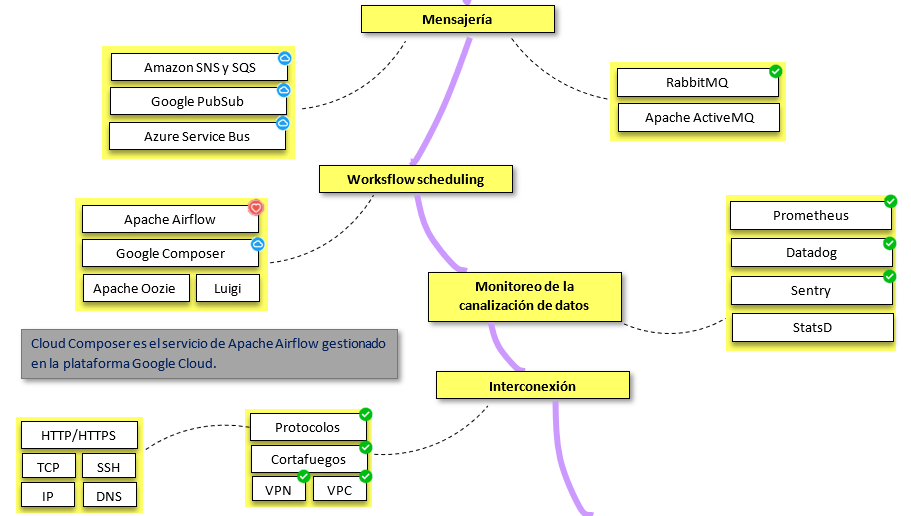 Mensajería
Amazon SNS y SQS
Google PubSub
Azure Service Bus
RabbitMQ
Apache ActiveMQ
Worksflow scheduling
Apache Airflow
Google Composer
Apache Oozie
Luigi
Prometheus
Datadog
Sentry
StatsD
Monitoreo de la
canalización de datos
Cloud Composer es el servicio de Apache Airflow gestionado
en la plataforma Google Cloud.
Interconexión
Protocolos
Cortafuegos
VPN
VPC
HTTP/HTTPS
TCP
SSH
IP
DNS